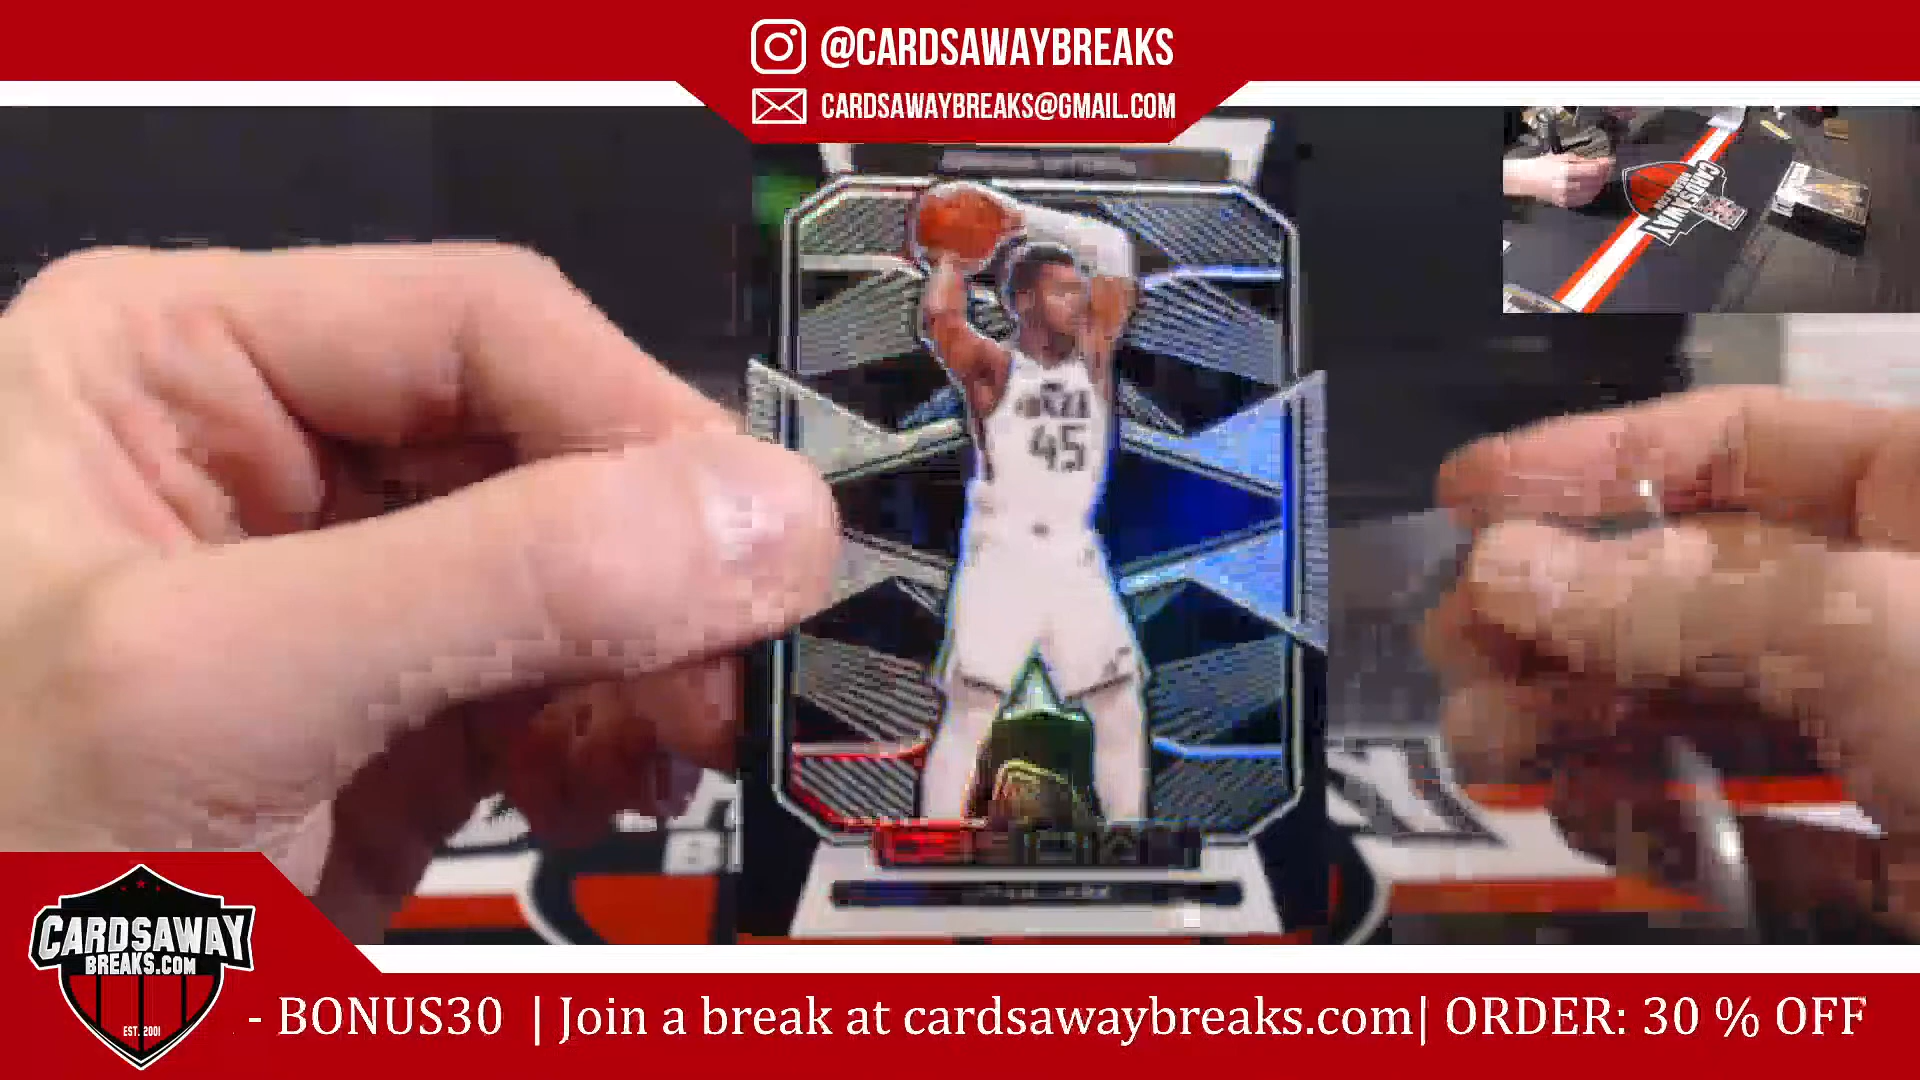 @CARDSAWAYBREAKS
CARDSAWAYBREAKS@GMAIL.COM
CARDSAWAY
45
CARDSAWAY
BREAKS.COM
EST. 2001
- BONUS30 | Join a break at cardsawaybreaks.com| ORDER: 30 % OFF